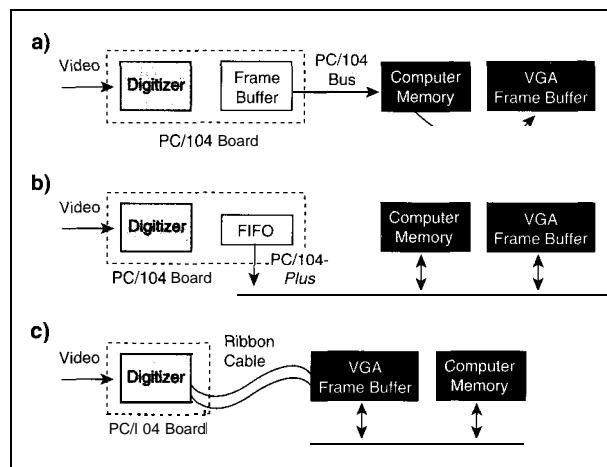 a)
Video
Digitizer
Frame
Buffer
PC/104
Bus
Computer
Memory
VGA
Frame Buffer
PC/104 Board
b)
Video
Digitizer
FIFO
PC/104-
Plus
Computer
Memory
VGA
Frame Buffer
PC/104 Board
c)
Video
Digitizer
Ribbon
Cable
VGA
Frame Buffer
Computer
Memory
PC/I 04 Board